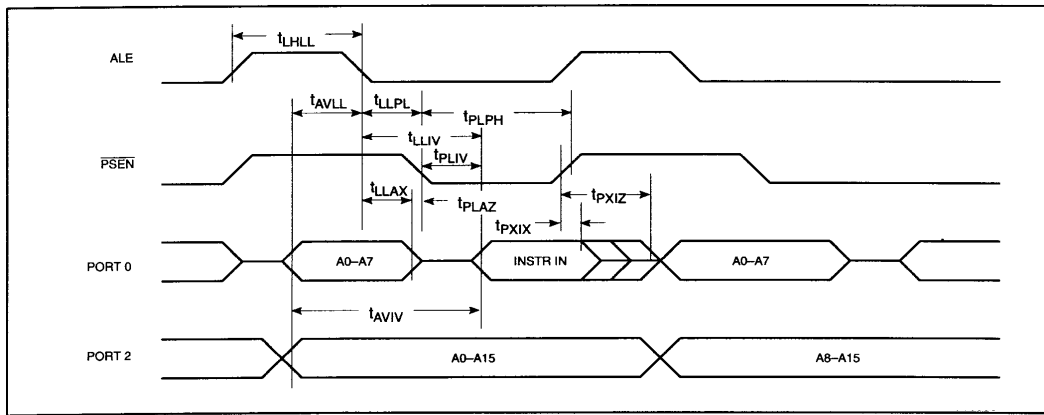 ALE
tLHLL
tAVLL
tLLPL
tPLPH
tLLIV
PSEN
tPLIV
tLLAX
tPLAZ
tPXIZ
tPXIX
PORT 0
A0–A7
INSTR IN
A0–A7
tAVIV
PORT 2
A0–A15
A8–A15